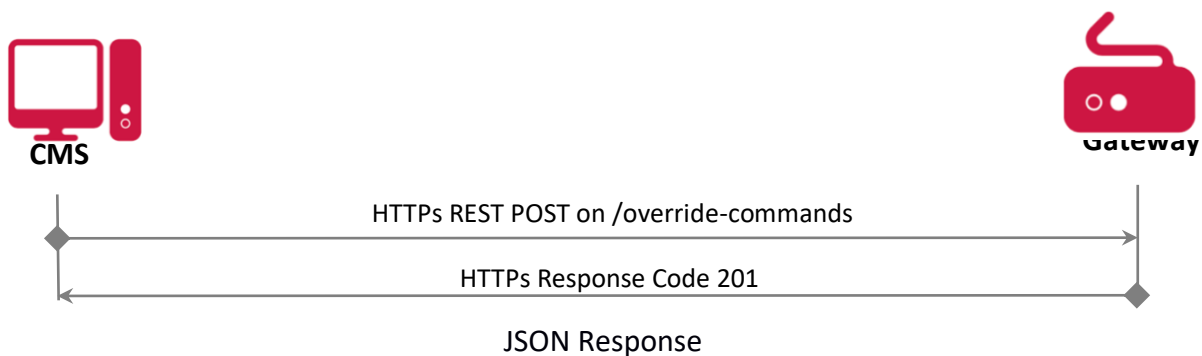 CMS
Gateway
HTTPs REST POST on /override-commands
HTTPs Response Code 201
JSON Response